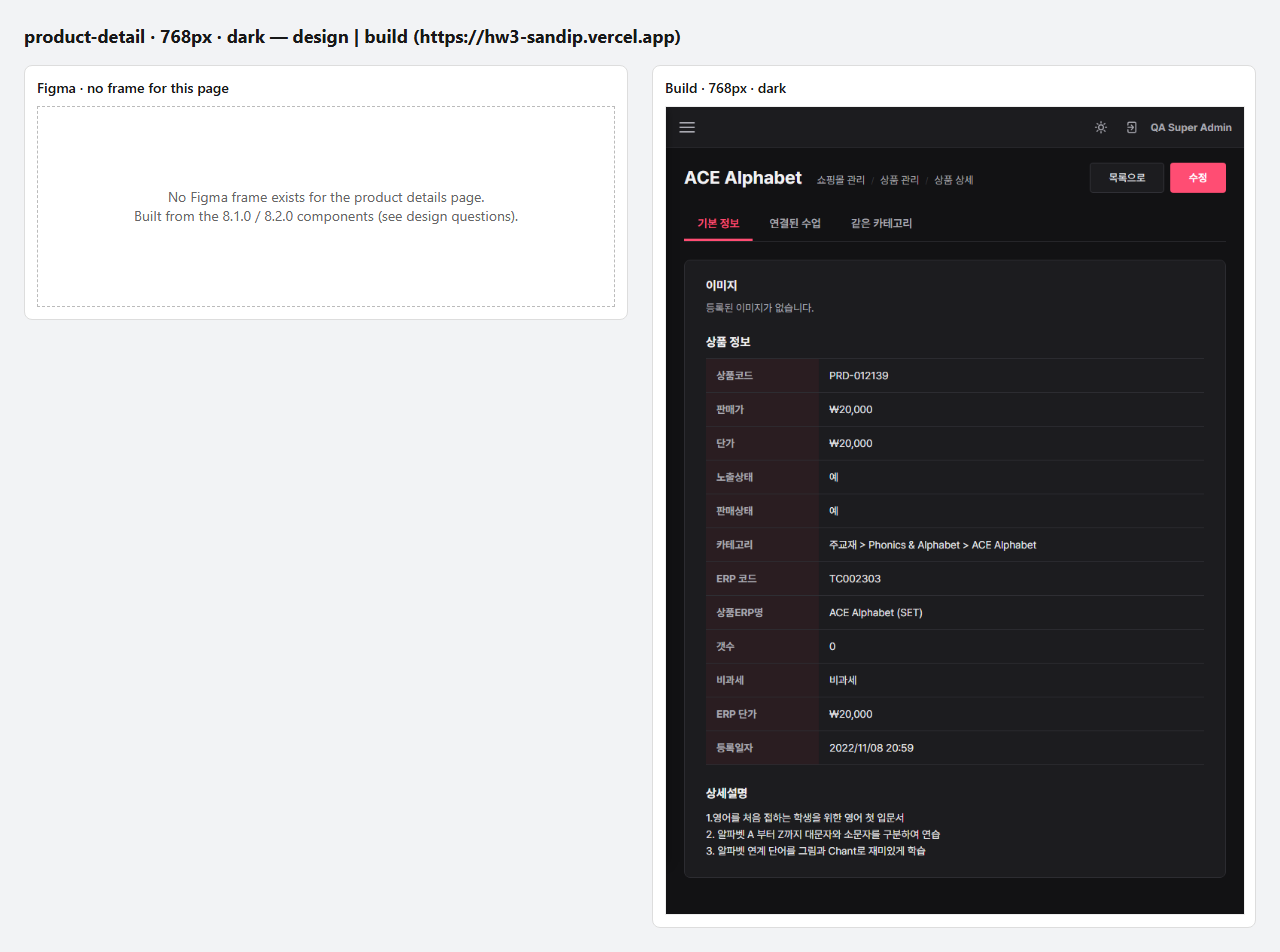 product-detail · 768px · dark — design | build (https://hw3-sandip.vercel.app)
Figma · no frame for this page
No Figma frame exists for the product details page.
Built from the 8.1.0 / 8.2.0 components (see design questions).
Build · 768px · dark
QA Super Admin
ACE Alphabet 쇼핑몰 관리 / 상품 관리 / 상품 상세 목록으로 수정
기본 정보 연결된 수업 같은 카테고리
이미지
등록된 이미지가 없습니다.
상품 정보
상품코드 PRD-012139
판매가 ₩20,000
단가 ₩20,000
노출상태 예
판매상태 예
카테고리 주교재 > Phonics & Alphabet > ACE Alphabet
ERP 코드 TC002303
상품ERP명 ACE Alphabet (SET)
갯수 0
비과세 비과세
ERP 단가 ₩20,000
등록일자 2022/11/08 20:59
상세설명
1.영어를 처음 접하는 학생을 위한 영어 첫 입문서
2. 알파벳 A 부터 Z까지 대문자와 소문자를 구분하여 연습
3. 알파벳 연계 단어를 그림과 Chant로 재미있게 학습